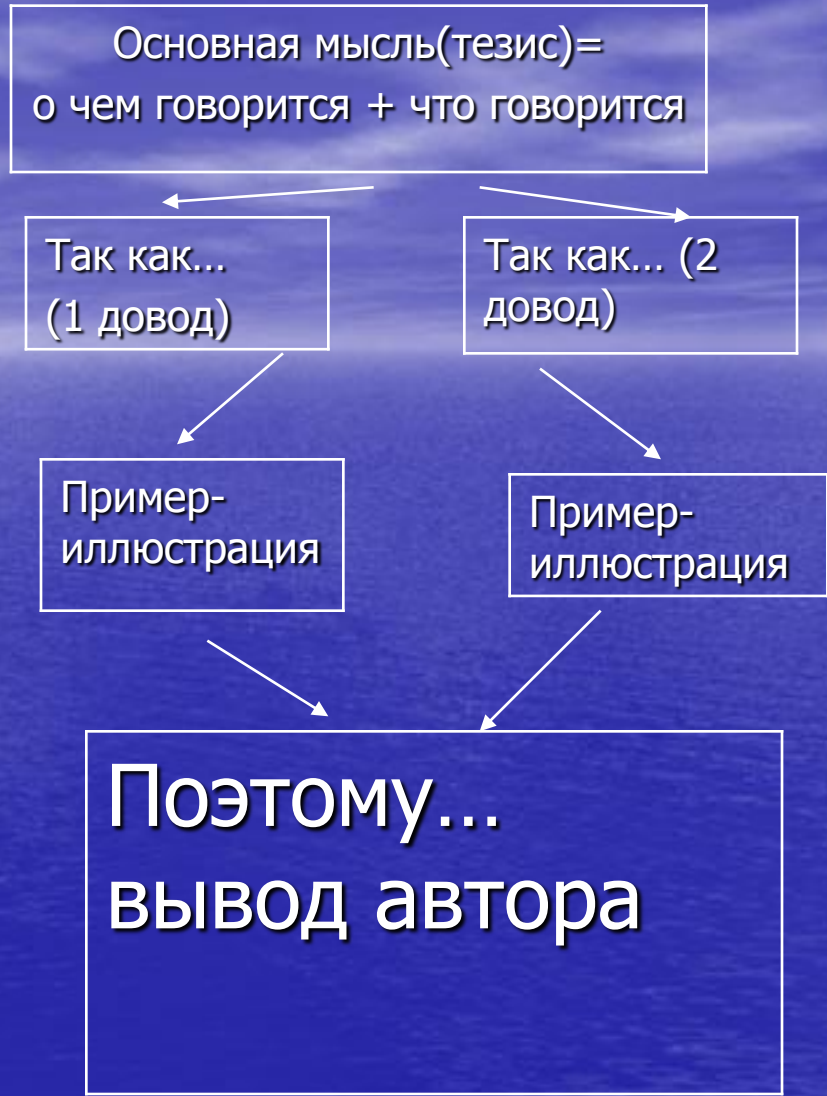 Основная мысль(тезис)=
о чем говорится + что говорится
Так как...
(1 довод)
Так как... (2
довод)
Пример-
иллюстрация
Пример-
иллюстрация
Поэтому...
вывод автора